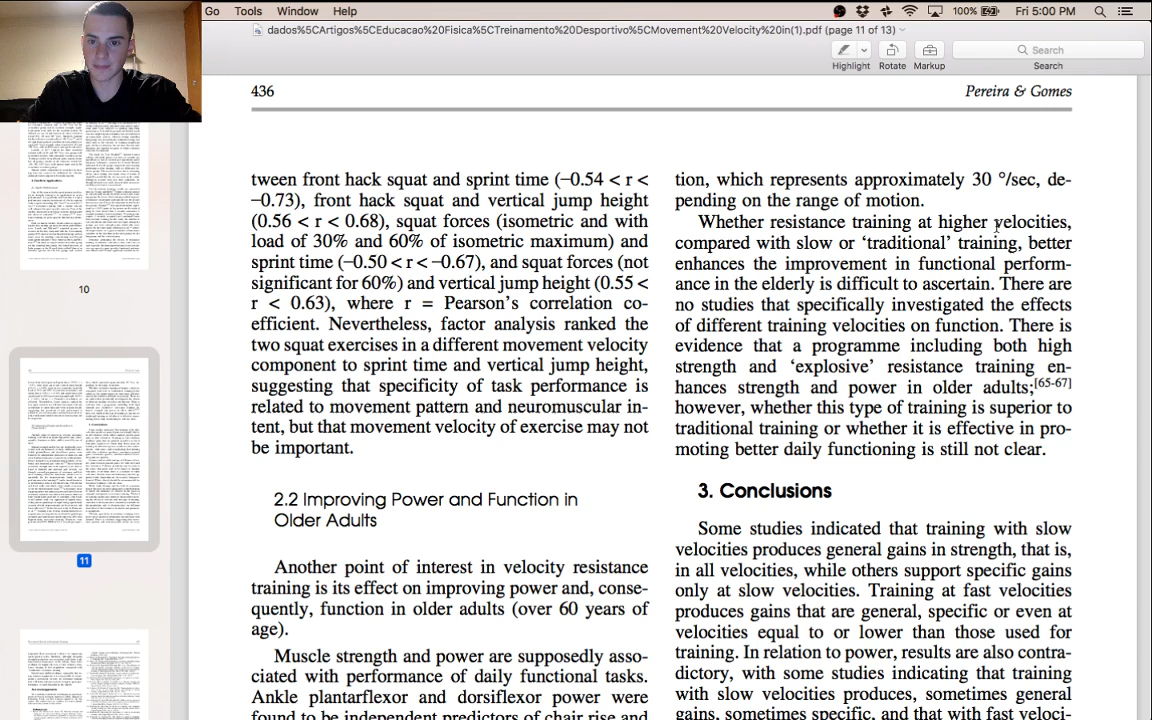 Go Tools Window Help 100% Fri 5:00 PM
dados%5CArtigos%5CEducacao%20Fisica%5CTreinamento%20Desportivo%5CMovement%20Velocity%20in(1).pdf (page 11 of 13)
Search
Highlight Rotate Markup Search
436 Pereira & Gomes
tween front hack squat and sprint time (−0.54 < r <
−0.73), front hack squat and vertical jump height
(0.56 < r < 0.68), squat forces (isometric and with
loads of 30% and 60% of isometric maximum) and
sprint time (−0.50 < r < −0.67), and squat forces (not
significant for 60%) and vertical jump height (0.55 <
r < 0.63), where r = Pearson's correlation co-
efficient. Nevertheless, factor analysis ranked the
two squat exercises in a different movement velocity
component to sprint time and vertical jump height,
suggesting that specificity of task performance is
related to movement pattern and neuromuscular in-
tent, but that movement velocity of exercise may not
be important.
2.2 Improving Power and Function in
Older Adults
Another point of interest in velocity resistance
training is its effect on improving power and, conse-
quently, function in older adults (over 60 years of
age).
Muscle strength and power are supposedly asso-
ciated with performance of daily functional tasks.
Ankle plantarflexor and dorsiflexor power were
found to be independent predictors of chair rise and
tion, which represents approximately 30 °/sec, de-
pending on the range of motion.
Whether resistance training at higher velocities,
compared with slow or 'traditional' training, better
enhances the improvement in functional perform-
ance in the elderly is difficult to ascertain. There are
no studies that specifically investigated the effects
of different training velocities on function. There is
evidence that a programme including both high
strength and 'explosive' resistance training en-
hances strength and power in older adults;[65-67]
however, whether this type of training is superior to
traditional training or whether it is effective in pro-
moting better daily functioning is still not clear.
3. Conclusions
Some studies indicated that training with slow
velocities produces general gains in strength, that is,
in all velocities, while others support specific gains
only at slow velocities. Training at fast velocities
produces gains that are general, specific or even at
velocities equal to or lower than those used for
training. In relation to power, results are also contra-
dictory, with some studies indicating that training
with slow velocities produces, sometimes general
gains, sometimes specific, and that with fast veloci-
10
11